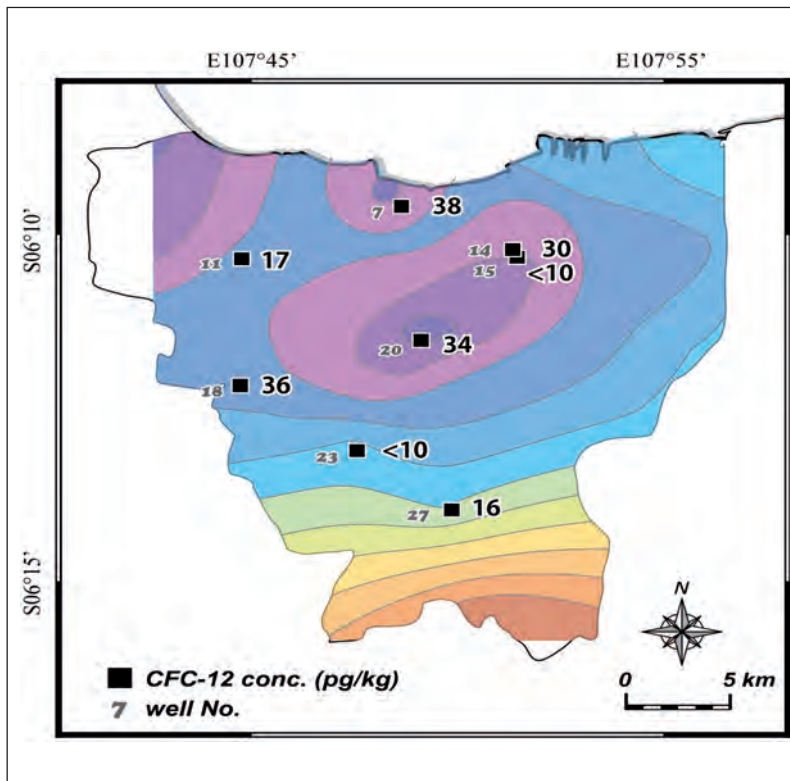 E107°45' E107°55'
S06°10'
S06°15'
7 38
14 30
15 <10
11 17
20 34
18 36
23 <10
27 16
N
CFC-12 conc. (pg/kg)
7 well No.
0 5 km